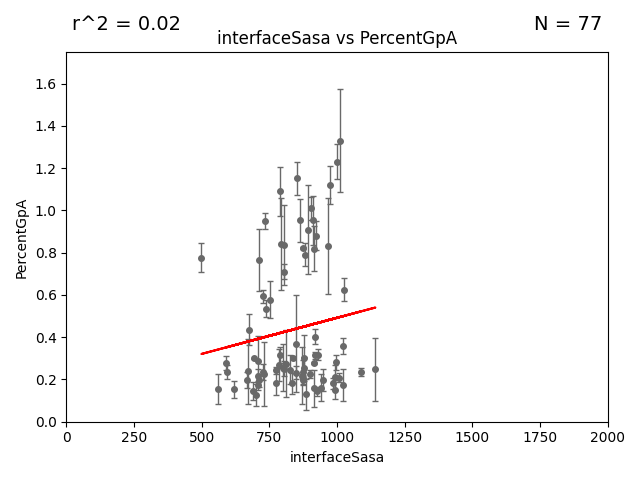 r^2 = 0.02
N = 77
interfaceSasa vs PercentGpA
PercentGpA
1.6
1.4
1.2
1.0
0.8
0.6
0.4
0.2
0.0
0 250 500 750 1000 1250 1500 1750 2000
interfaceSasa